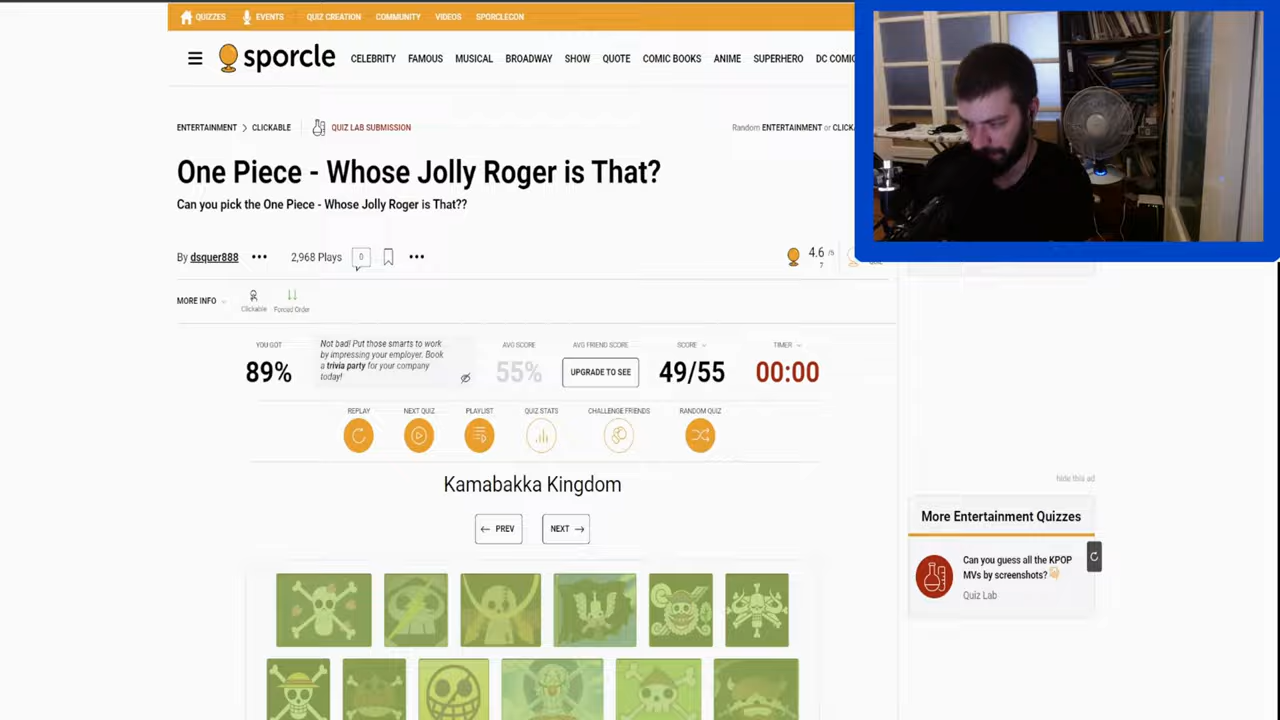 QUIZZES EVENTS QUIZ CREATION COMMUNITY VIDEOS SPORCLECON
sporcle CELEBRITY FAMOUS MUSICAL BROADWAY SHOW QUOTE COMIC BOOKS ANIME SUPERHERO DC COMIC
ENTERTAINMENT > CLICKABLE QUIZ LAB SUBMISSION Random ENTERTAINMENT or CLICKA
One Piece - Whose Jolly Roger is That?
Can you pick the One Piece - Whose Jolly Roger is That??
By dsquer888 ••• 2,968 Plays 0 ••• 4.6 /5
7
MORE INFO
Clickable Forced Order
YOU GOT
89%
Not bad! Put those smarts to work
by impressing your employer. Book
a trivia party for your company
today!
AVG SCORE
55%
AVG FRIEND SCORE
UPGRADE TO SEE
SCORE
49/55
TIMER
00:00
REPLAY NEXT QUIZ PLAYLIST QUIZ STATS CHALLENGE FRIENDS RANDOM QUIZ
Kamabakka Kingdom
← PREV NEXT →
hide this ad
More Entertainment Quizzes
Can you guess all the KPOP
MVs by screenshots?👇🏻
Quiz Lab